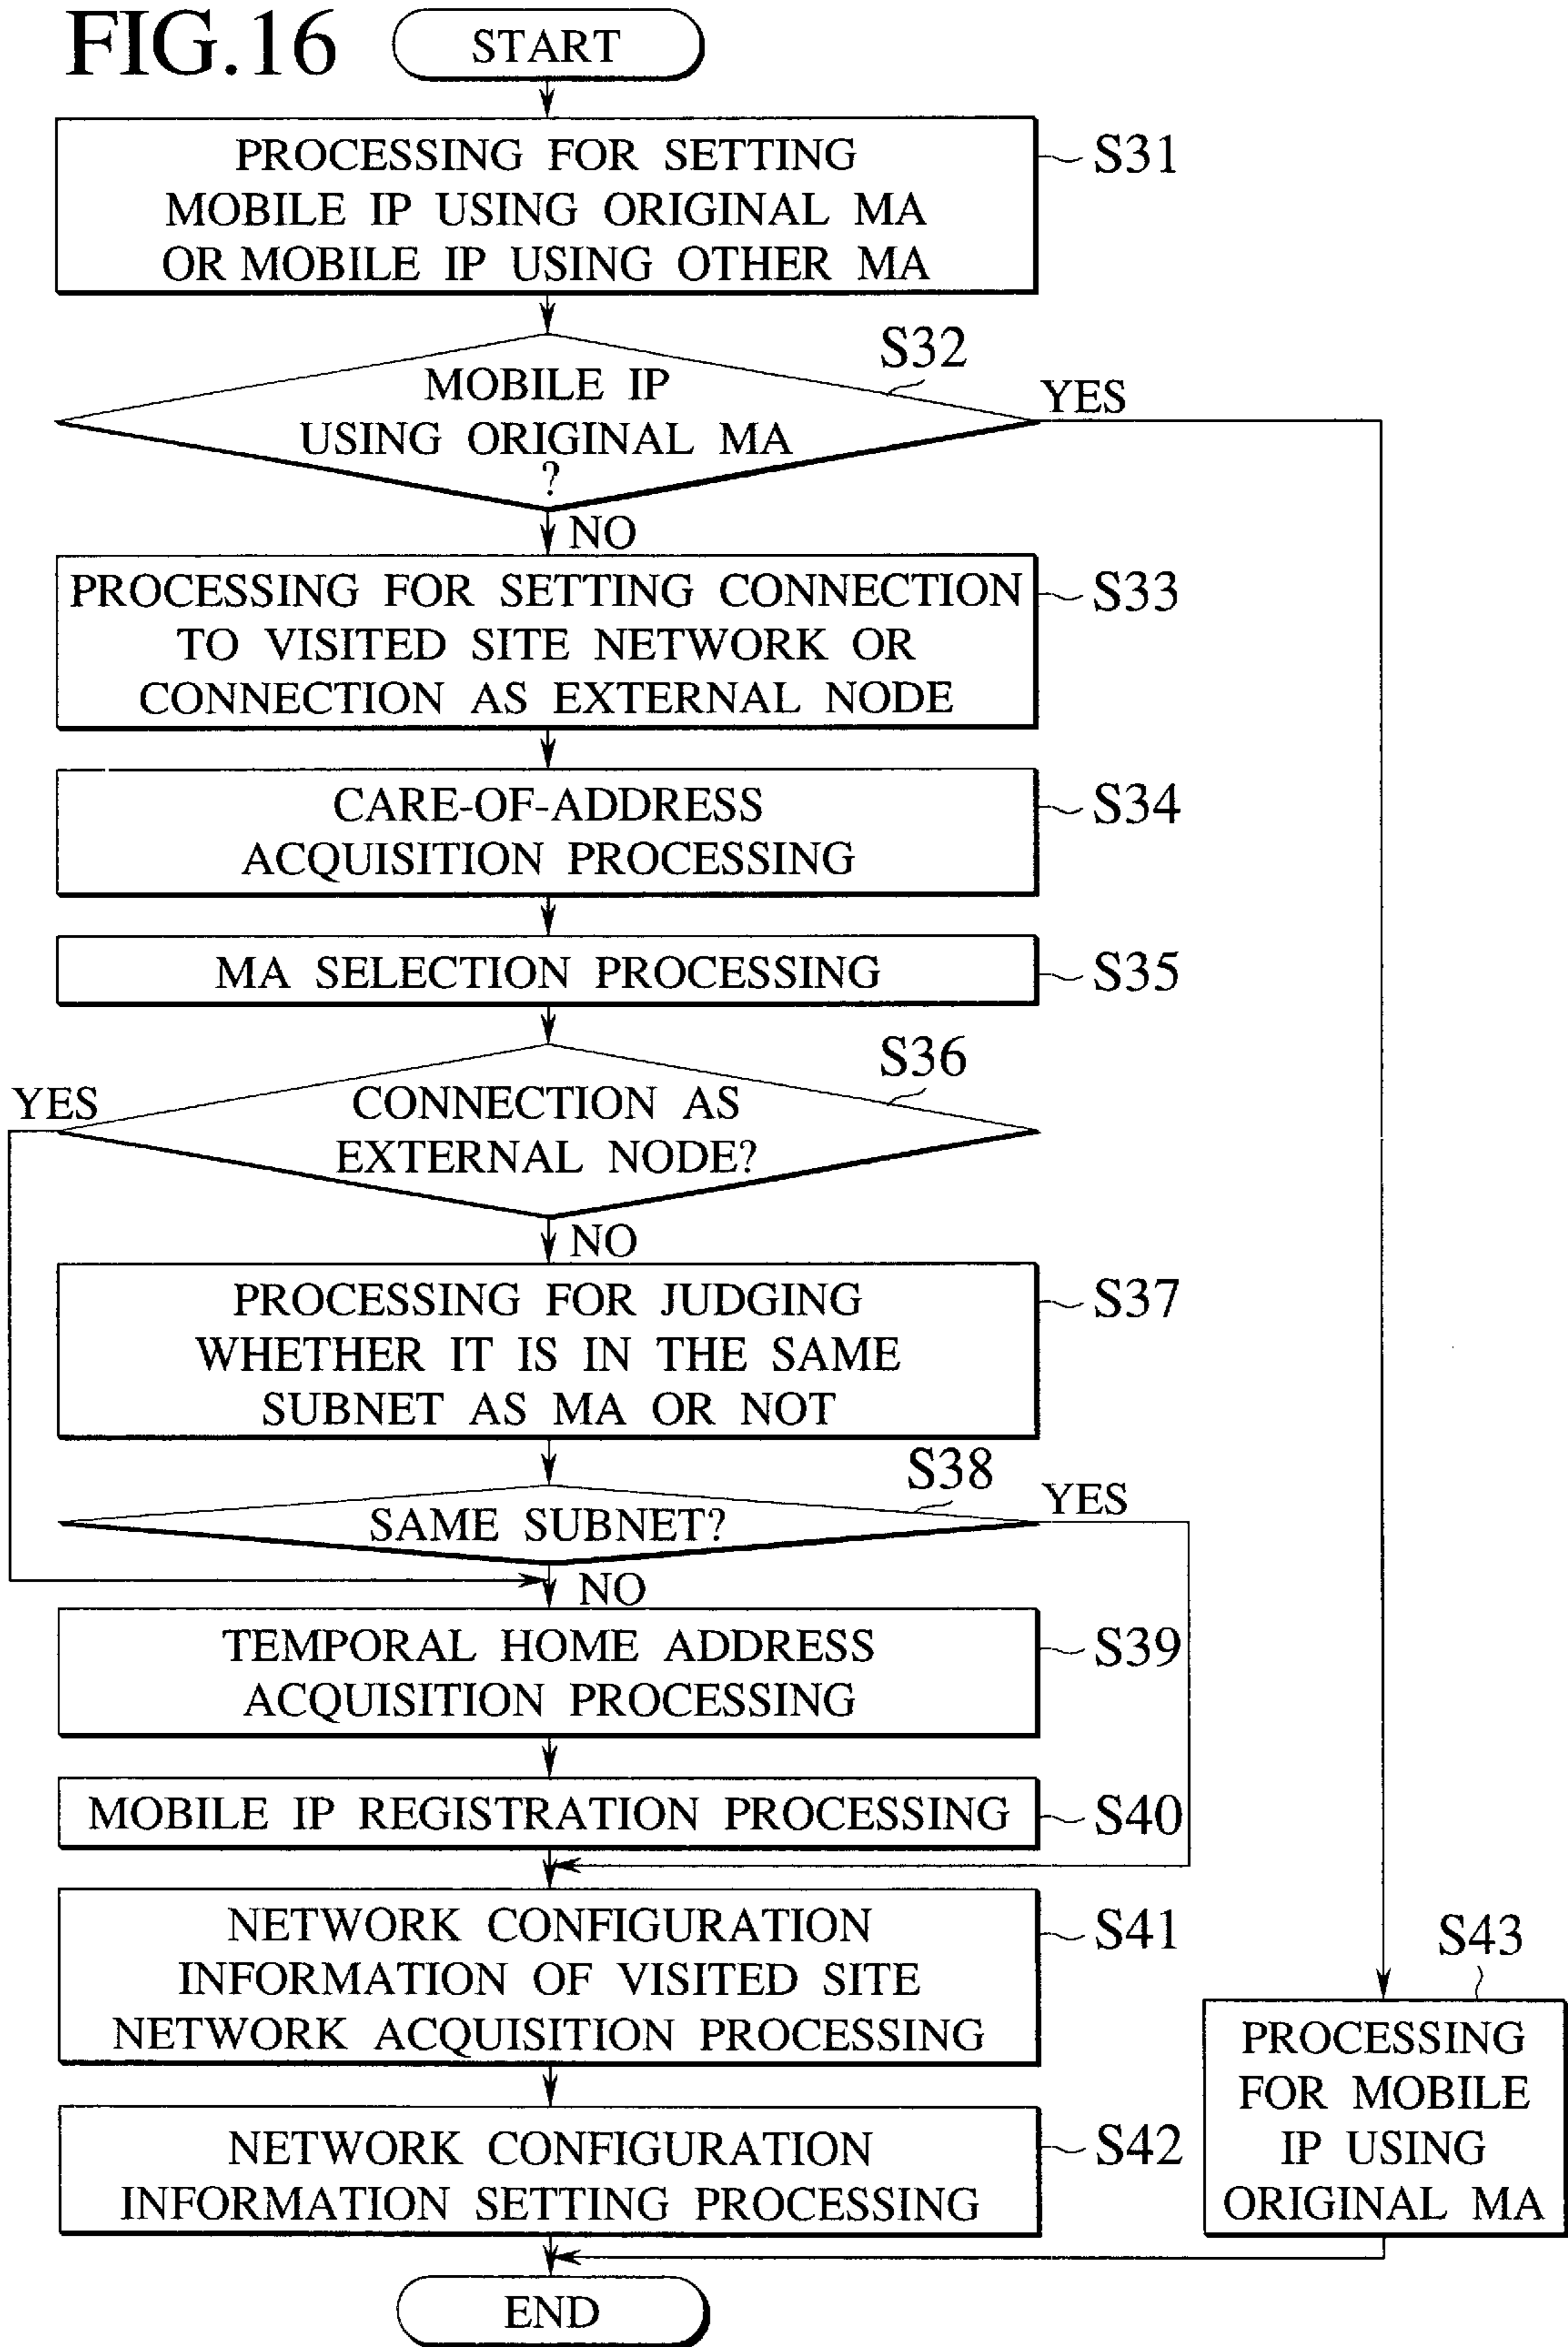 FIG.16
START
PROCESSING FOR SETTING
MOBILE IP USING ORIGINAL MA
OR MOBILE IP USING OTHER MA
S31
S32
MOBILE IP
USING ORIGINAL MA
?
YES
NO
PROCESSING FOR SETTING CONNECTION
TO VISITED SITE NETWORK OR
CONNECTION AS EXTERNAL NODE
S33
CARE-OF-ADDRESS
ACQUISITION PROCESSING
S34
MA SELECTION PROCESSING
S35
S36
YES
CONNECTION AS
EXTERNAL NODE?
NO
PROCESSING FOR JUDGING
WHETHER IT IS IN THE SAME
SUBNET AS MA OR NOT
S37
S38
SAME SUBNET?
YES
NO
TEMPORAL HOME ADDRESS
ACQUISITION PROCESSING
S39
MOBILE IP REGISTRATION PROCESSING
S40
NETWORK CONFIGURATION
INFORMATION OF VISITED SITE
NETWORK ACQUISITION PROCESSING
S41
NETWORK CONFIGURATION
INFORMATION SETTING PROCESSING
S42
S43
PROCESSING
FOR MOBILE
IP USING
ORIGINAL MA
END